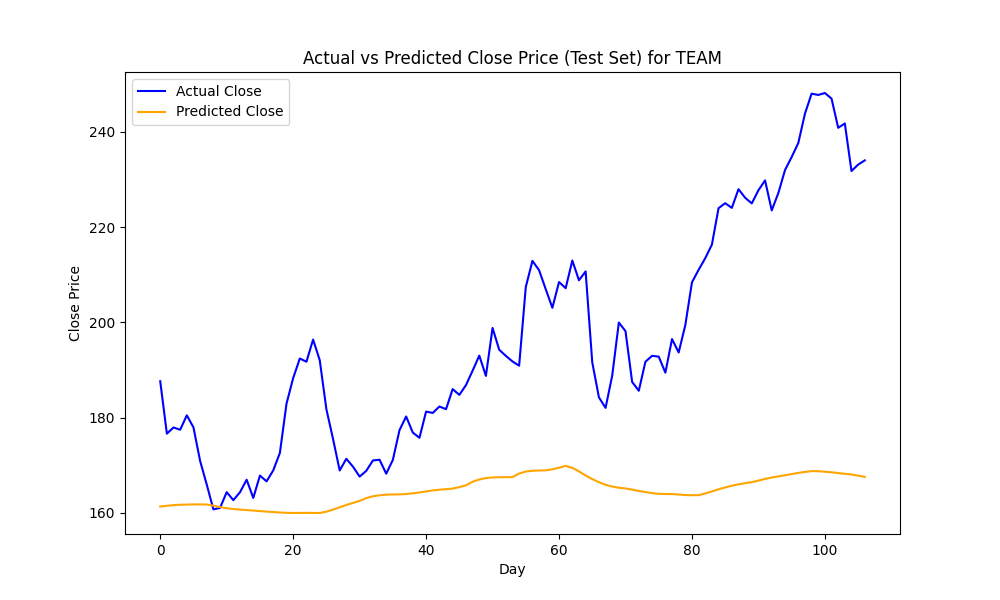 Actual vs Predicted Close Price (Test Set) for TEAM
Actual Close
Predicted Close
Close Price
240
220
200
180
160
0 20 40 60 80 100
Day